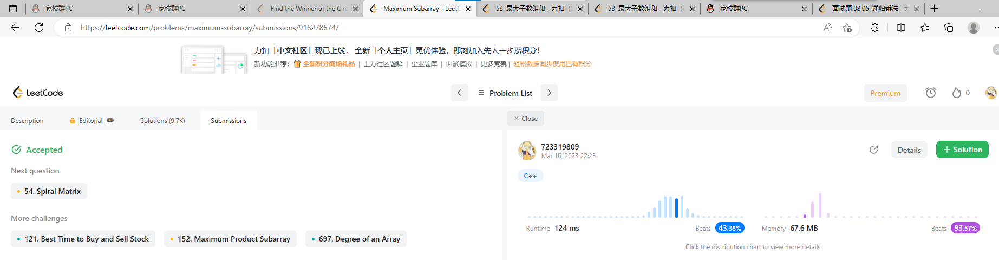 家校群PC
家校群PC
Find the Winner of the Circ
Maximum Subarray - LeetC
53. 最大子数组和 - 力扣（L
53. 最大子数组和 - 力扣（L
家校群PC
面试题 08.05. 递归乘法 - 力
https://leetcode.com/problems/maximum-subarray/submissions/916278674/
力扣「中文社区」现已上线， 全新「个人主页」更优体验，即刻加入先人一步攒积分！
新功能推荐： 全新积分商场礼品 | 上万社区题解 | 企业题库 | 面试模拟 | 更多竞赛 | 轻松数据同步使用已有积分
LeetCode
Problem List
Premium
0
Description
Editorial
Solutions (9.7K)
Submissions
Close
Accepted
Next question
54. Spiral Matrix
More challenges
121. Best Time to Buy and Sell Stock
152. Maximum Product Subarray
697. Degree of an Array
723319809
Mar 16, 2023 22:23
Details
Solution
C++
Runtime 124 ms
Beats 43.38%
Memory 67.6 MB
Beats 93.57%
Click the distribution chart to view more details